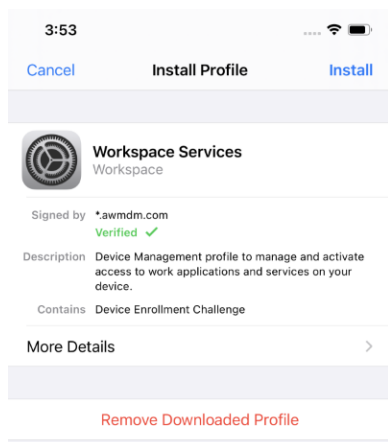 3:53
Cancel Install Profile Install
Workspace Services
Workspace
Signed by *.awmdm.com
Verified ✓
Description Device Management profile to manage and activate
access to work applications and services on your
device.
Contains Device Enrollment Challenge
More Details
Remove Downloaded Profile